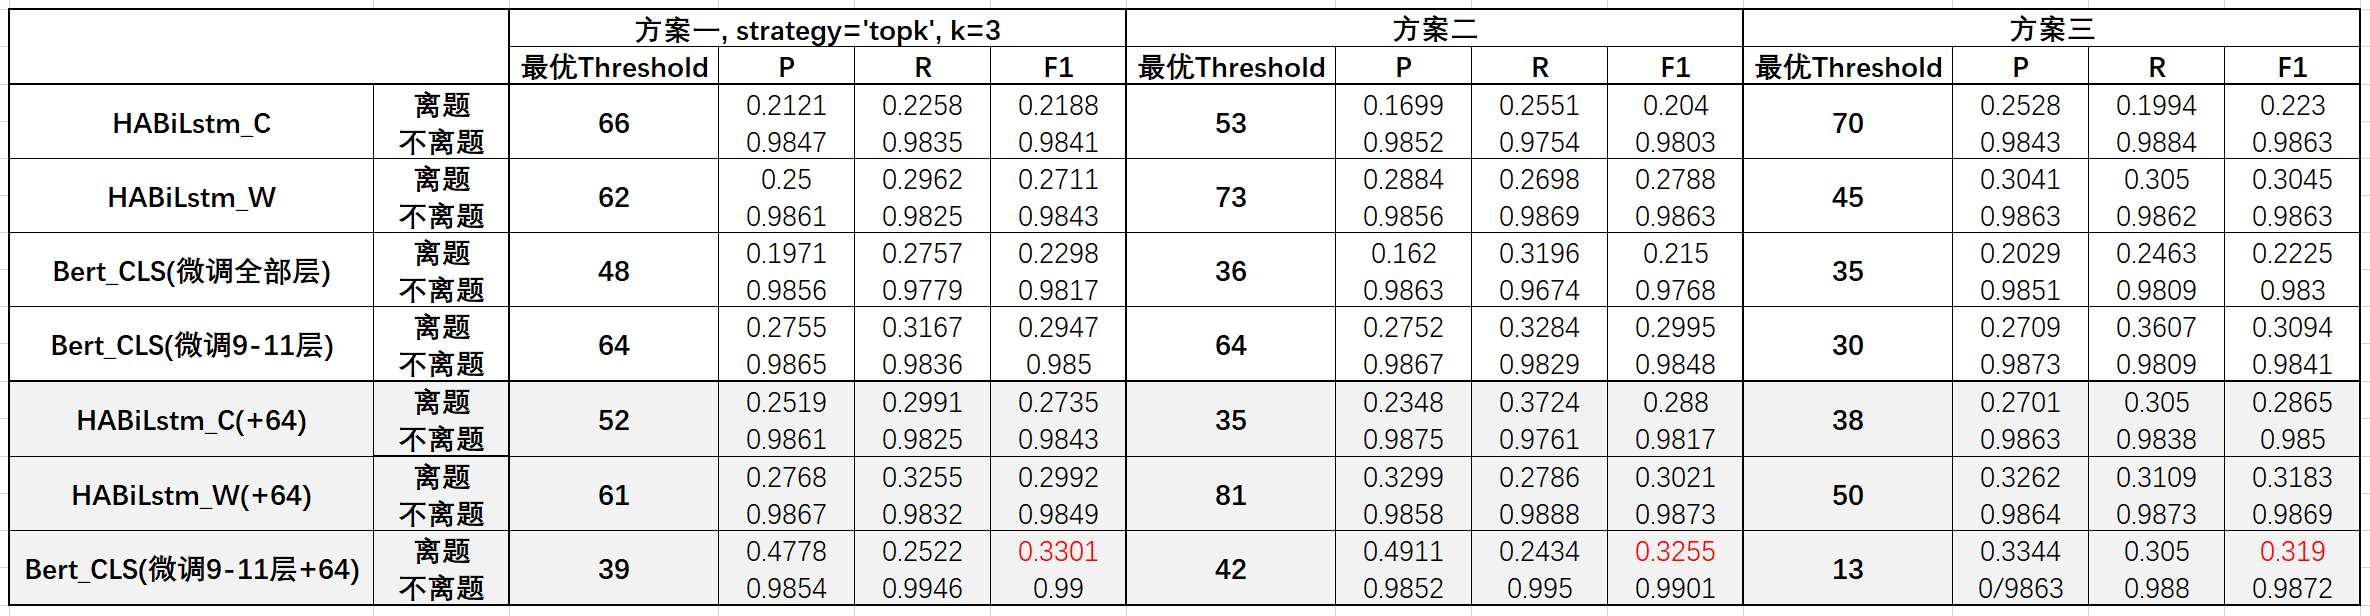 方案一, strategy='topk', k=3 方案二 方案三
最优Threshold P R F1 最优Threshold P R F1 最优Threshold P R F1
HABiLstm_C 离题 66 0.2121 0.2258 0.2188 53 0.1699 0.2551 0.204 70 0.2528 0.1994 0.223
不离题 0.9847 0.9835 0.9841 0.9852 0.9754 0.9803 0.9843 0.9884 0.9863
HABiLstm_W 离题 62 0.25 0.2962 0.2711 73 0.2884 0.2698 0.2788 45 0.3041 0.305 0.3045
不离题 0.9861 0.9825 0.9843 0.9856 0.9869 0.9863 0.9863 0.9862 0.9863
Bert_CLS(微调全部层) 离题 48 0.1971 0.2757 0.2298 36 0.162 0.3196 0.215 35 0.2029 0.2463 0.2225
不离题 0.9856 0.9779 0.9817 0.9863 0.9674 0.9768 0.9851 0.9809 0.983
Bert_CLS(微调9-11层) 离题 64 0.2755 0.3167 0.2947 64 0.2752 0.3284 0.2995 30 0.2709 0.3607 0.3094
不离题 0.9865 0.9836 0.985 0.9867 0.9829 0.9848 0.9873 0.9809 0.9841
HABiLstm_C(+64) 离题 52 0.2519 0.2991 0.2735 35 0.2348 0.3724 0.288 38 0.2701 0.305 0.2865
不离题 0.9861 0.9825 0.9843 0.9875 0.9761 0.9817 0.9863 0.9838 0.985
HABiLstm_W(+64) 离题 61 0.2768 0.3255 0.2992 81 0.3299 0.2786 0.3021 50 0.3262 0.3109 0.3183
不离题 0.9867 0.9832 0.9849 0.9858 0.9888 0.9873 0.9864 0.9873 0.9869
Bert_CLS(微调9-11层+64) 离题 39 0.4778 0.2522 0.3301 42 0.4911 0.2434 0.3255 13 0.3344 0.305 0.319
不离题 0.9854 0.9946 0.99 0.9852 0.995 0.9901 0/9863 0.988 0.9872